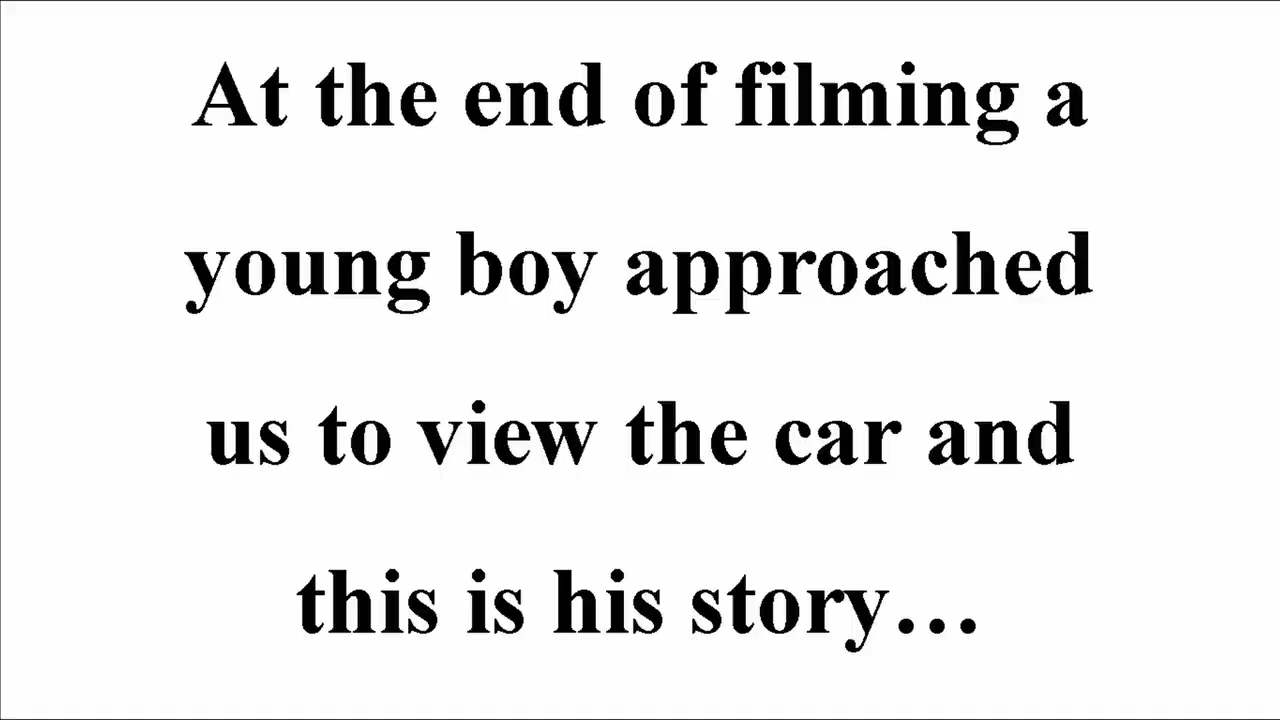 At the end of filming a
young boy approached
us to view the car and
this is his story…